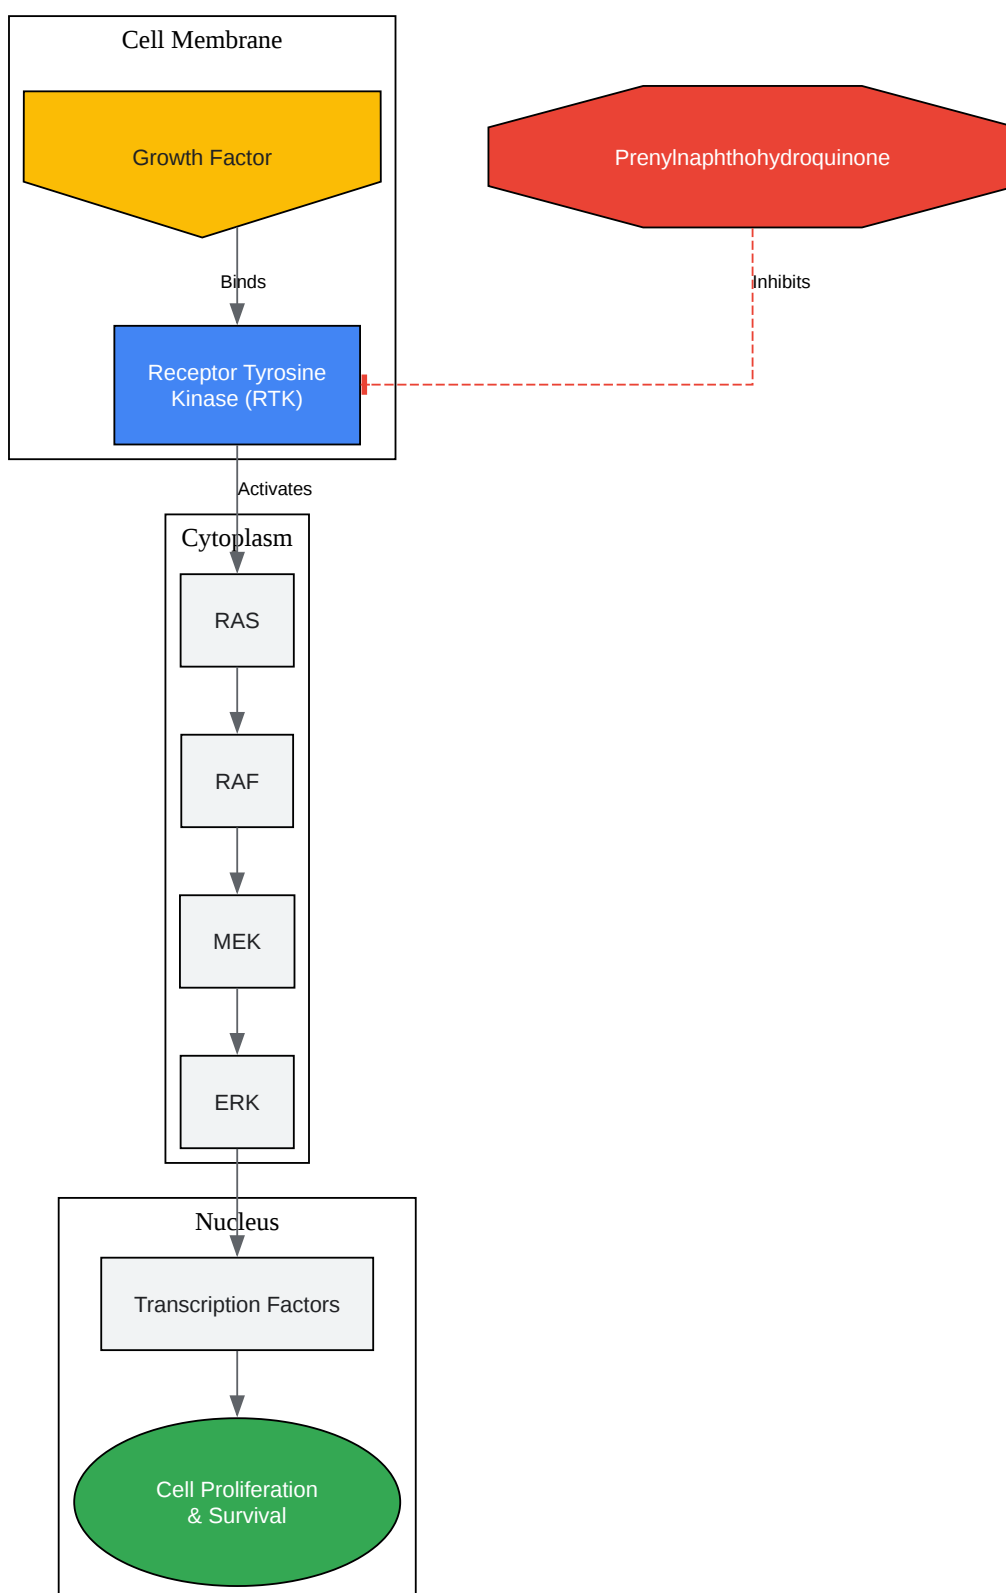 Cell Membrane
Growth Factor
Prenylnaphthohydroquinone
Binds
Inhibits
Receptor Tyrosine
Kinase (RTK)
Activates
Cytoplasm
RAS
RAF
MEK
ERK
Nucleus
Transcription Factors
Cell Proliferation
& Survival